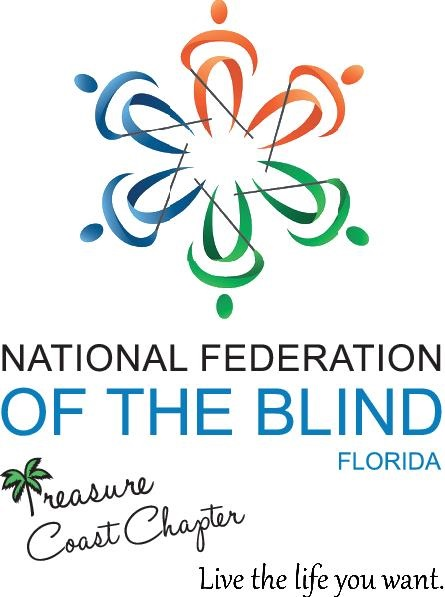 NATIONAL FEDERATION
OF THE BLIND
FLORIDA
Treasure
Coast Chapter
Live the life you want.